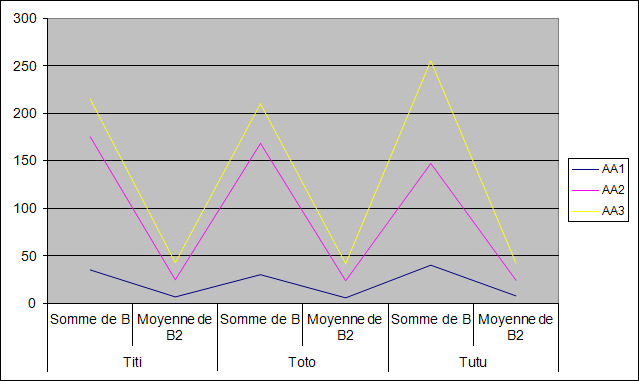 300
250
200
150
100
50
0
Somme de B Moyenne de B2 Somme de B Moyenne de B2 Somme de B Moyenne de B2
Titi Toto Tutu
AA1
AA2
AA3